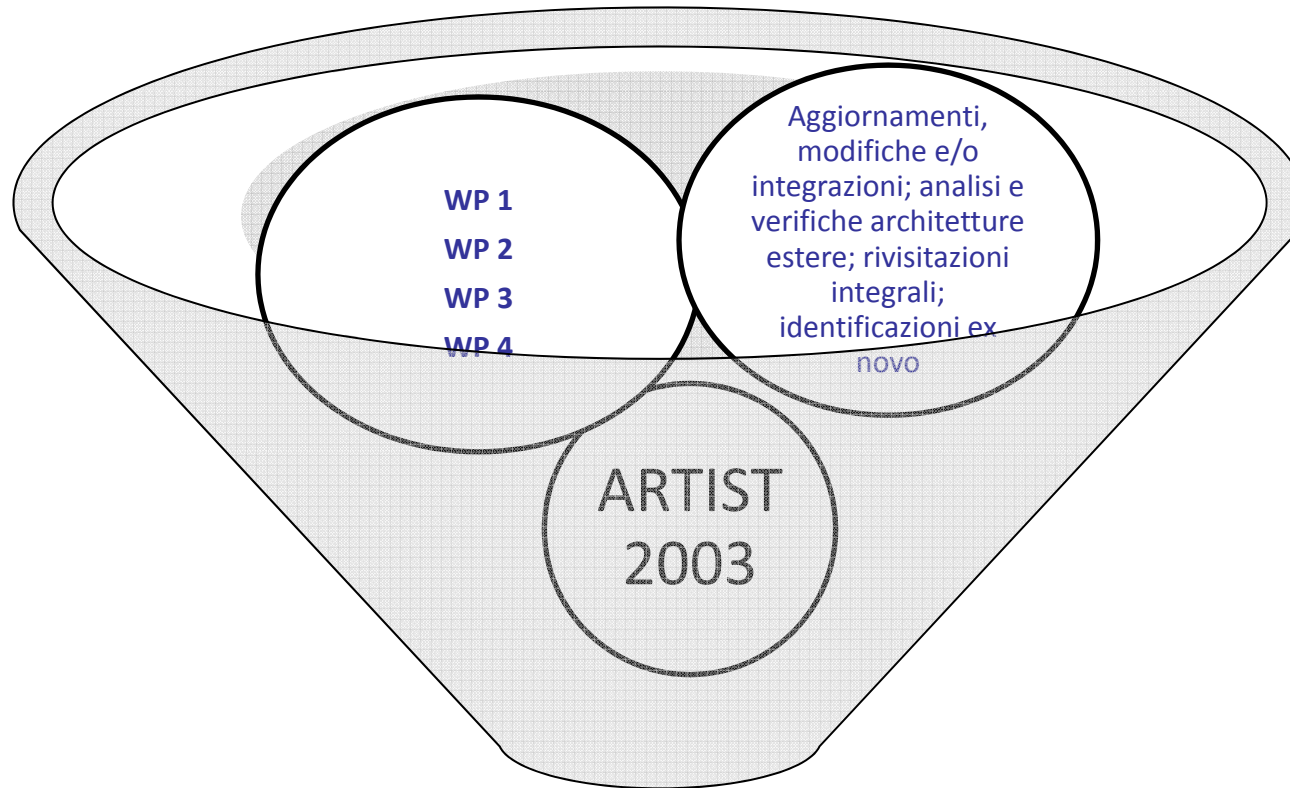 WP 1
WP 2
WP 3
WP 4
Aggiornamenti,
modifiche e/o
integrazioni; analisi e
verifiche architetture
estere; rivisitazioni
integrali;
identificazioni ex
novo
ARTIST
2003